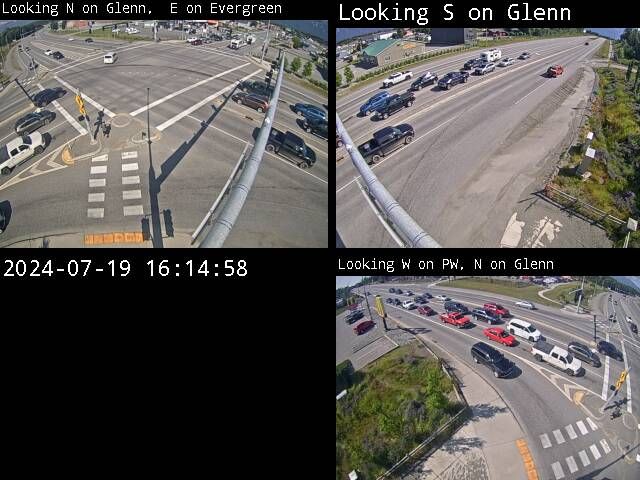 Looking N on Glenn, E on Evergreen
Looking S on Glenn
2024-07-19 16:14:58
Looking W on PW, N on Glenn